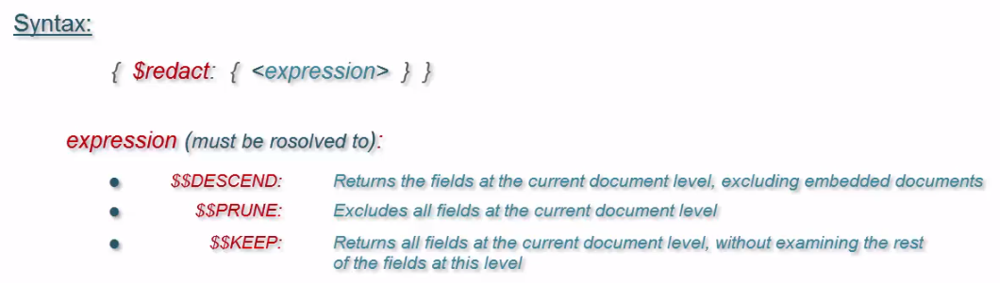 Syntax:
{ $redact: { <expression> } }
expression (must be rosolved to):
• $$DESCEND: Returns the fields at the current document level, excluding embedded documents
• $$PRUNE: Excludes all fields at the current document level
• $$KEEP: Returns all fields at the current document level, without examining the rest
of the fields at this level